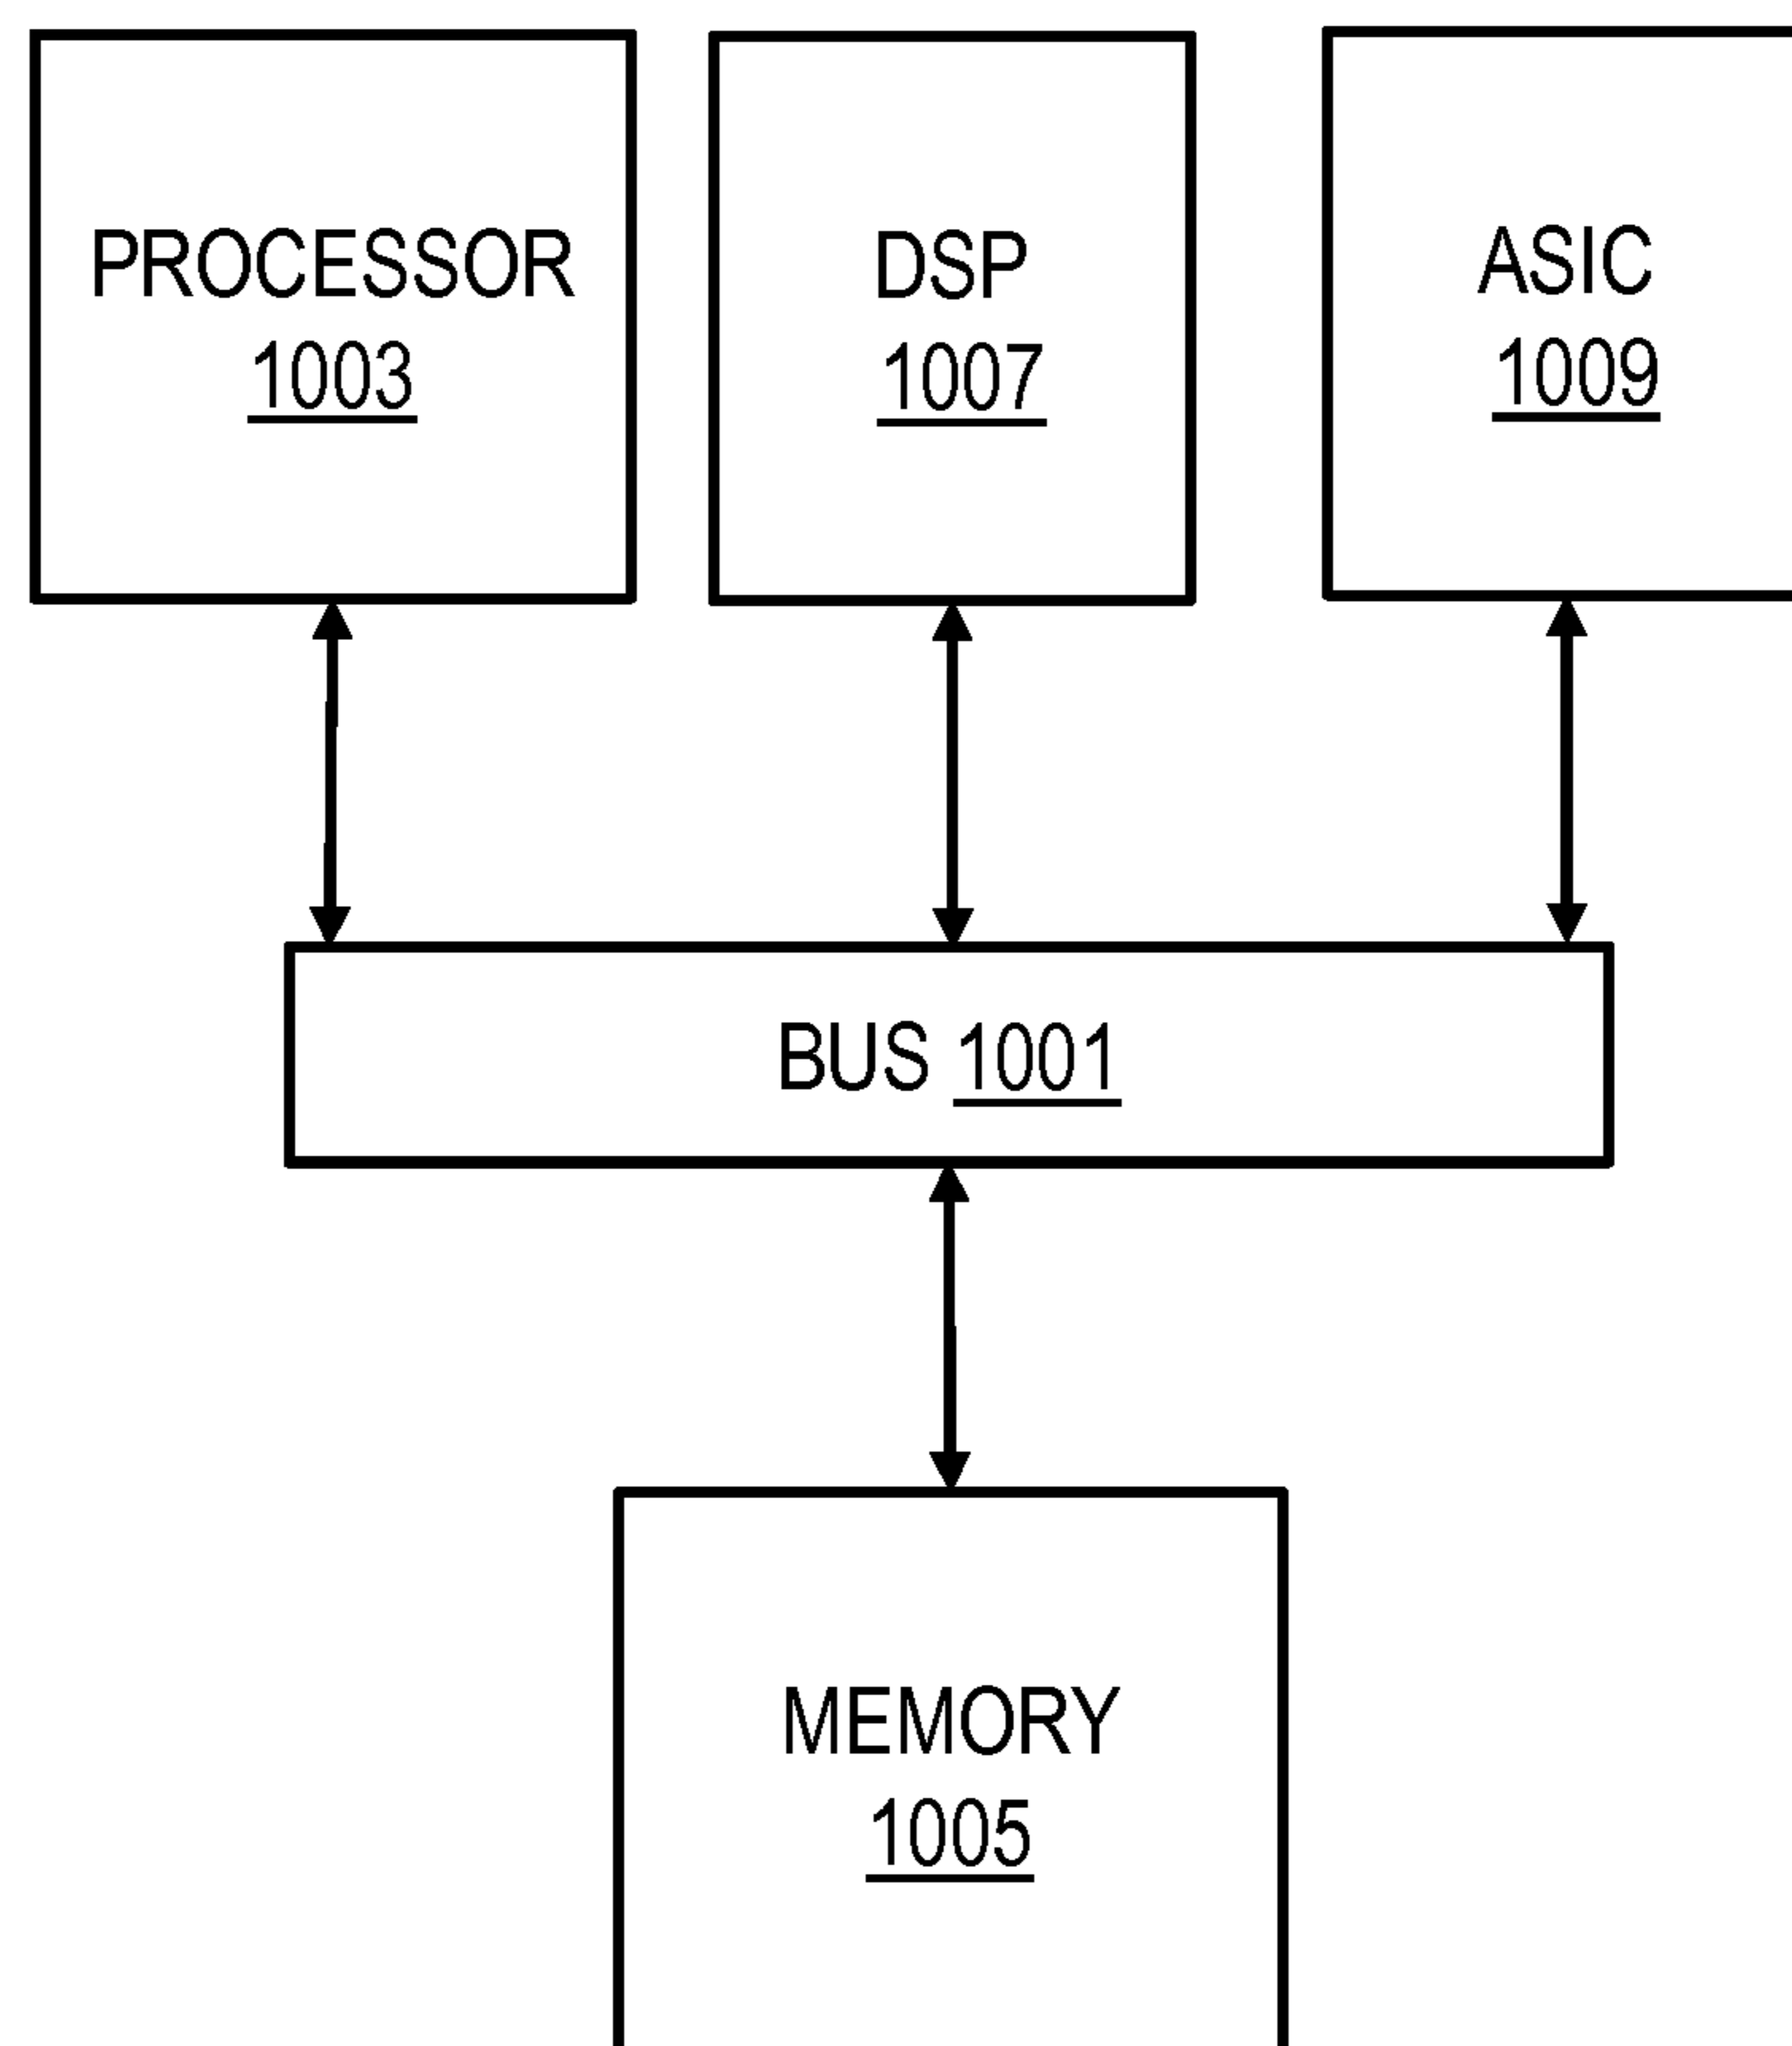 PROCESSOR
1003
DSP
1007
ASIC
1009
BUS 1001
MEMORY
1005